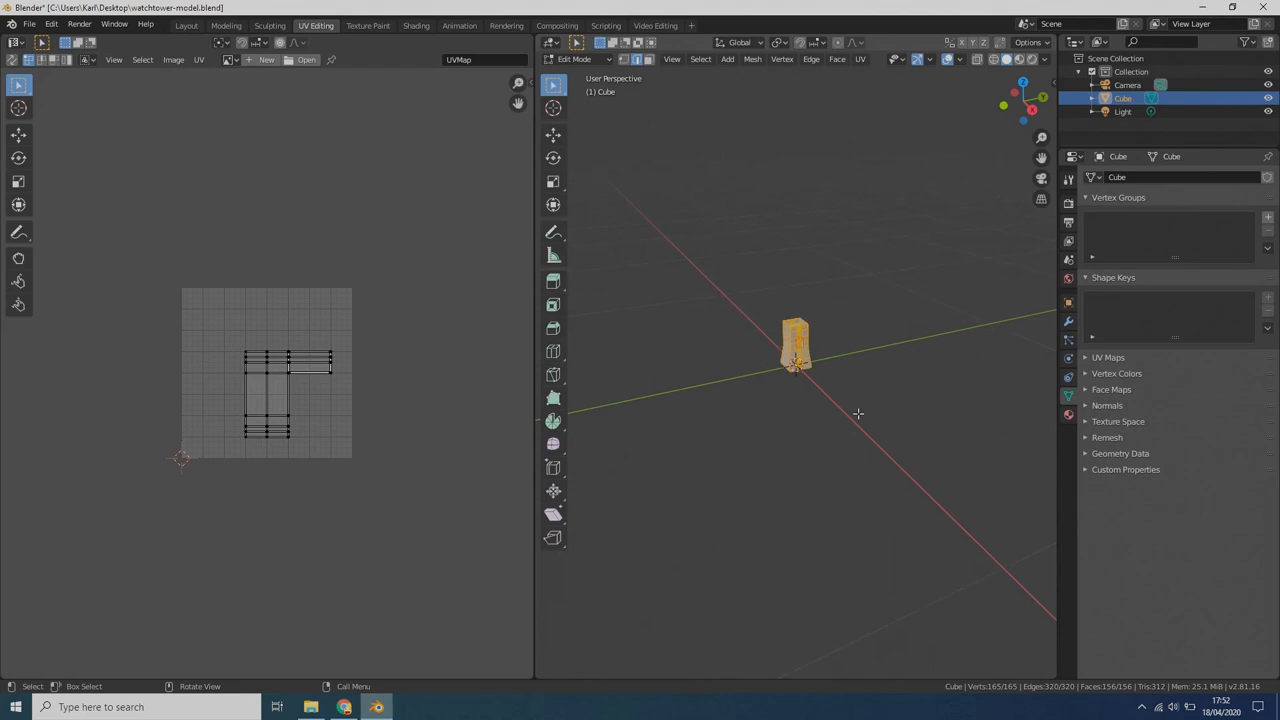 Blender* [C:\Users\Karl\Desktop\watchtower-model.blend]
File Edit Render Window Help Layout Modeling Sculpting UV Editing Texture Paint Shading Animation Rendering Compositing Scripting Video Editing Scene View Layer
Global X Y Z Options
View Select Image UV New Open UVMap Edit Mode View Select Add Mesh Vertex Edge Face UV
Scene Collection
Collection
Camera
Cube
Light
User Perspective
(1) Cube
Z
Y
X
Cube Cube
Cube
Vertex Groups
Shape Keys
UV Maps
Vertex Colors
Face Maps
Normals
Texture Space
Remesh
Geometry Data
Custom Properties
Select Box Select Rotate View Call Menu Cube | Verts:165/165 | Edges:320/320 | Faces:156/156 | Tris:312 | Mem: 25.1 MiB | v2.81.16
Type here to search
17:52
18/04/2020